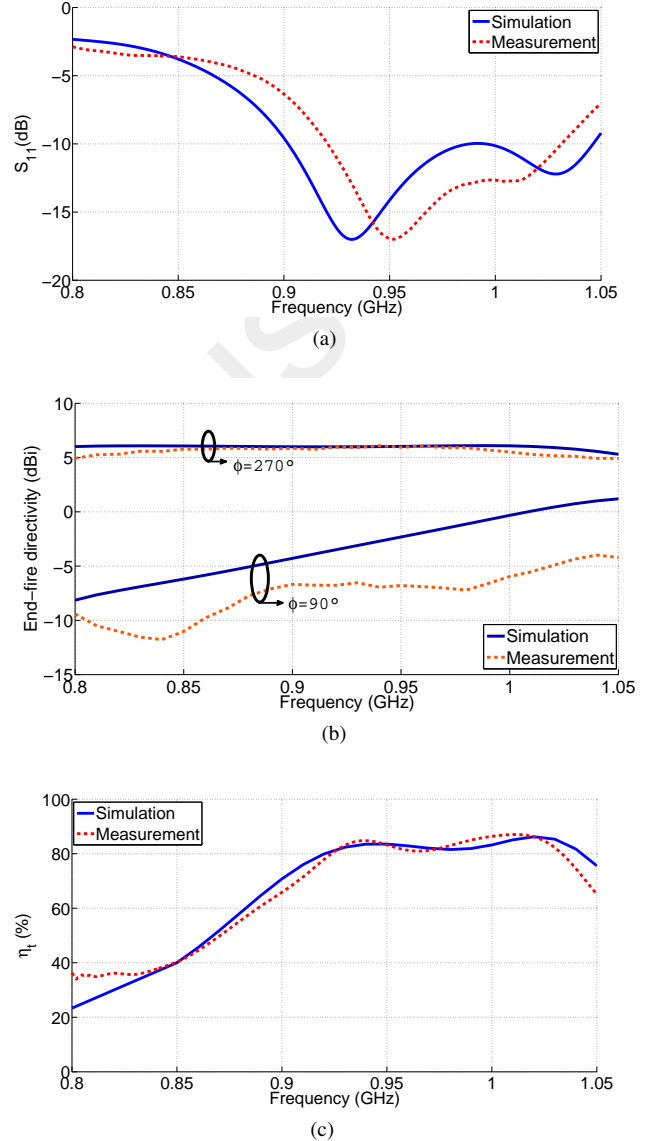 0
−5
−10
−15
−20
S11(dB)
Simulation
Measurement
0.8 0.85 0.9 0.95 1 1.05
Frequency (GHz)
(a)
10
5
0
−5
−10
−15
End−fire directivity (dBi)
ϕ=270°
ϕ=90°
Simulation
Measurement
0.8 0.85 0.9 0.95 1 1.05
Frequency (GHz)
(b)
100
80
60
40
20
0
ηt (%)
Simulation
Measurement
0.8 0.85 0.9 0.95 1 1.05
Frequency (GHz)
(c)